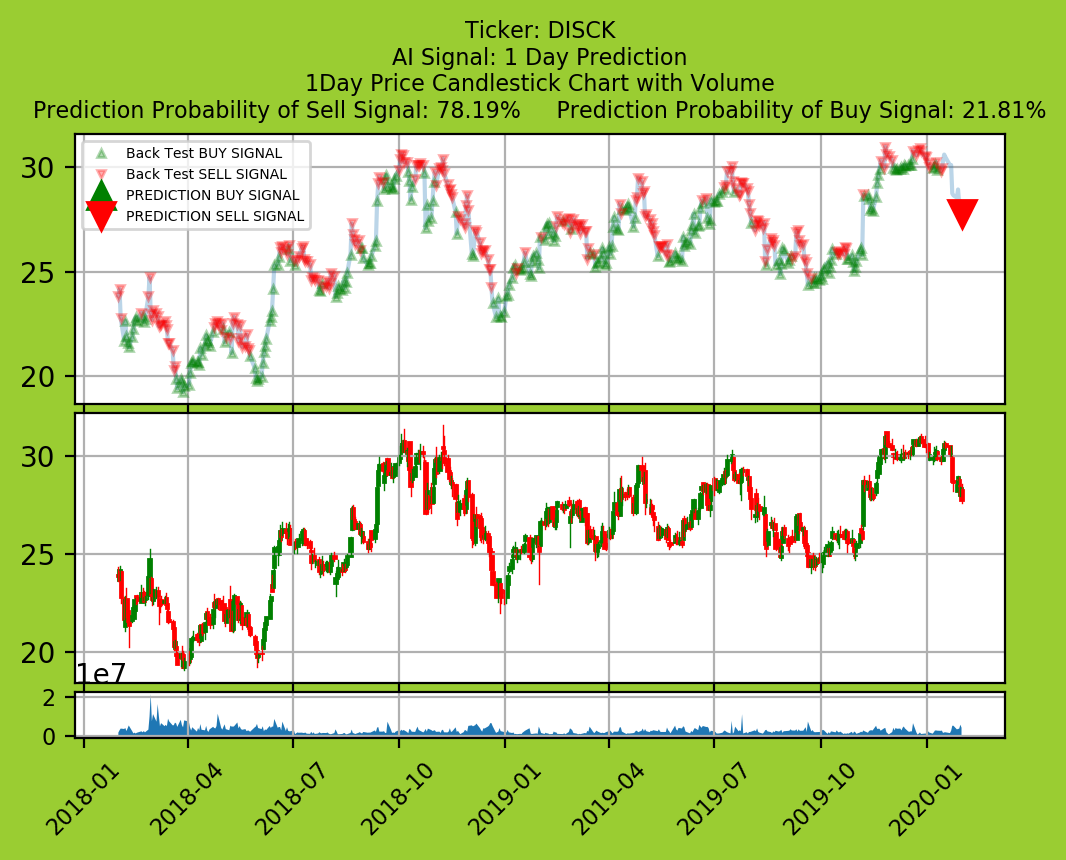 Ticker: DISCK
AI Signal: 1 Day Prediction
1Day Price Candlestick Chart with Volume
Prediction Probability of Sell Signal: 78.19% Prediction Probability of Buy Signal: 21.81%
Back Test BUY SIGNAL
Back Test SELL SIGNAL
PREDICTION BUY SIGNAL
PREDICTION SELL SIGNAL
30
25
20
30
25
20
1e7
2
0
2018-01
2018-04
2018-07
2018-10
2019-01
2019-04
2019-07
2019-10
2020-01